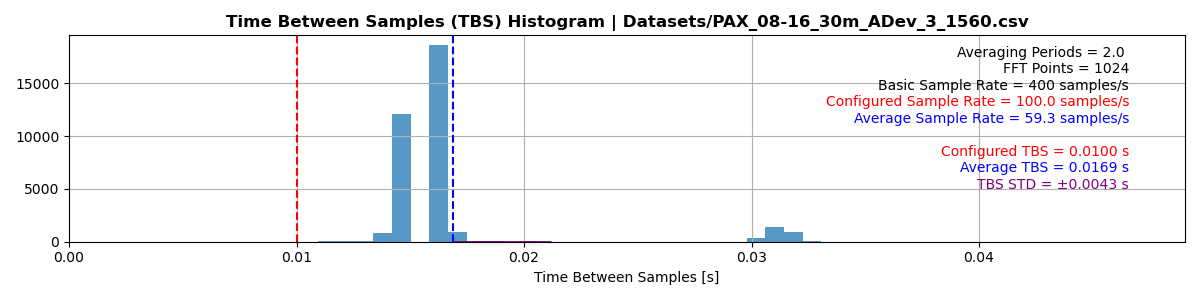 Time Between Samples (TBS) Histogram | Datasets/PAX_08-16_30m_ADev_3_1560.csv
Averaging Periods = 2.0
FFT Points = 1024
Basic Sample Rate = 400 samples/s
Configured Sample Rate = 100.0 samples/s
Average Sample Rate = 59.3 samples/s
Configured TBS = 0.0100 s
Average TBS = 0.0169 s
TBS STD = ±0.0043 s
15000
10000
5000
0
0.00 0.01 0.02 0.03 0.04
Time Between Samples [s]